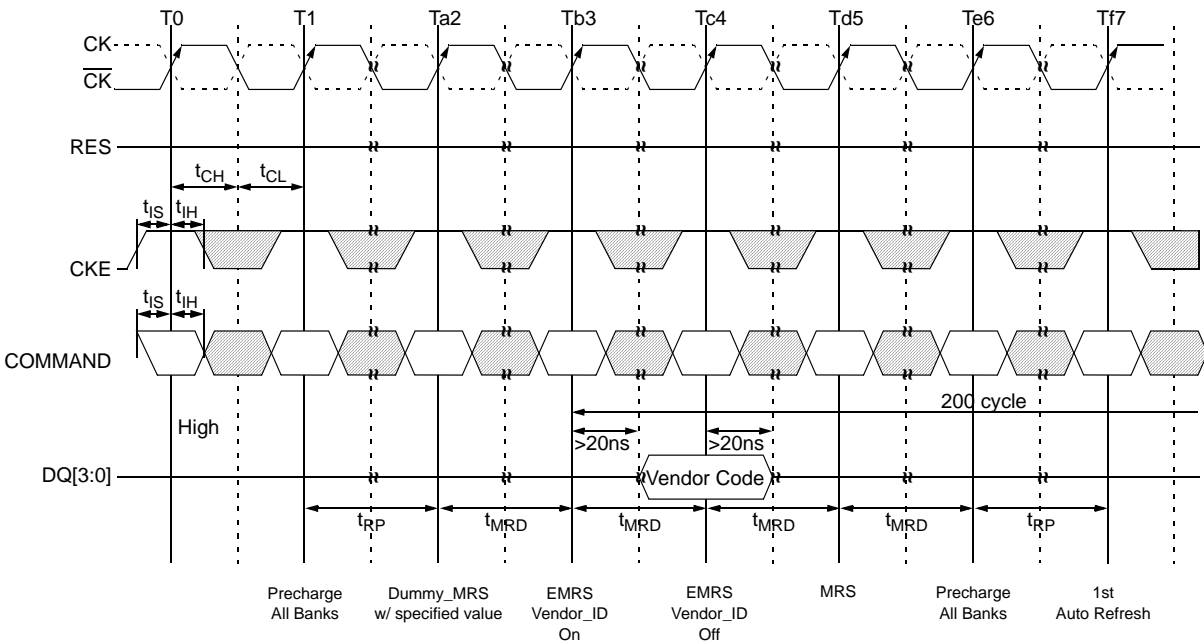 T0 T1 Ta2 Tb3 Tc4 Td5 Te6 Tf7
CK
CK
RES
tCH tCL
tIS tIH
CKE
tIS tIH
COMMAND
200 cycle
High
>20ns >20ns
DQ[3:0]
Vendor Code
tRP tMRD tMRD tMRD tMRD tRP
Precharge
All Banks
Dummy_MRS
w/ specified value
EMRS
Vendor_ID
On
EMRS
Vendor_ID
Off
MRS
Precharge
All Banks
1st
Auto Refresh